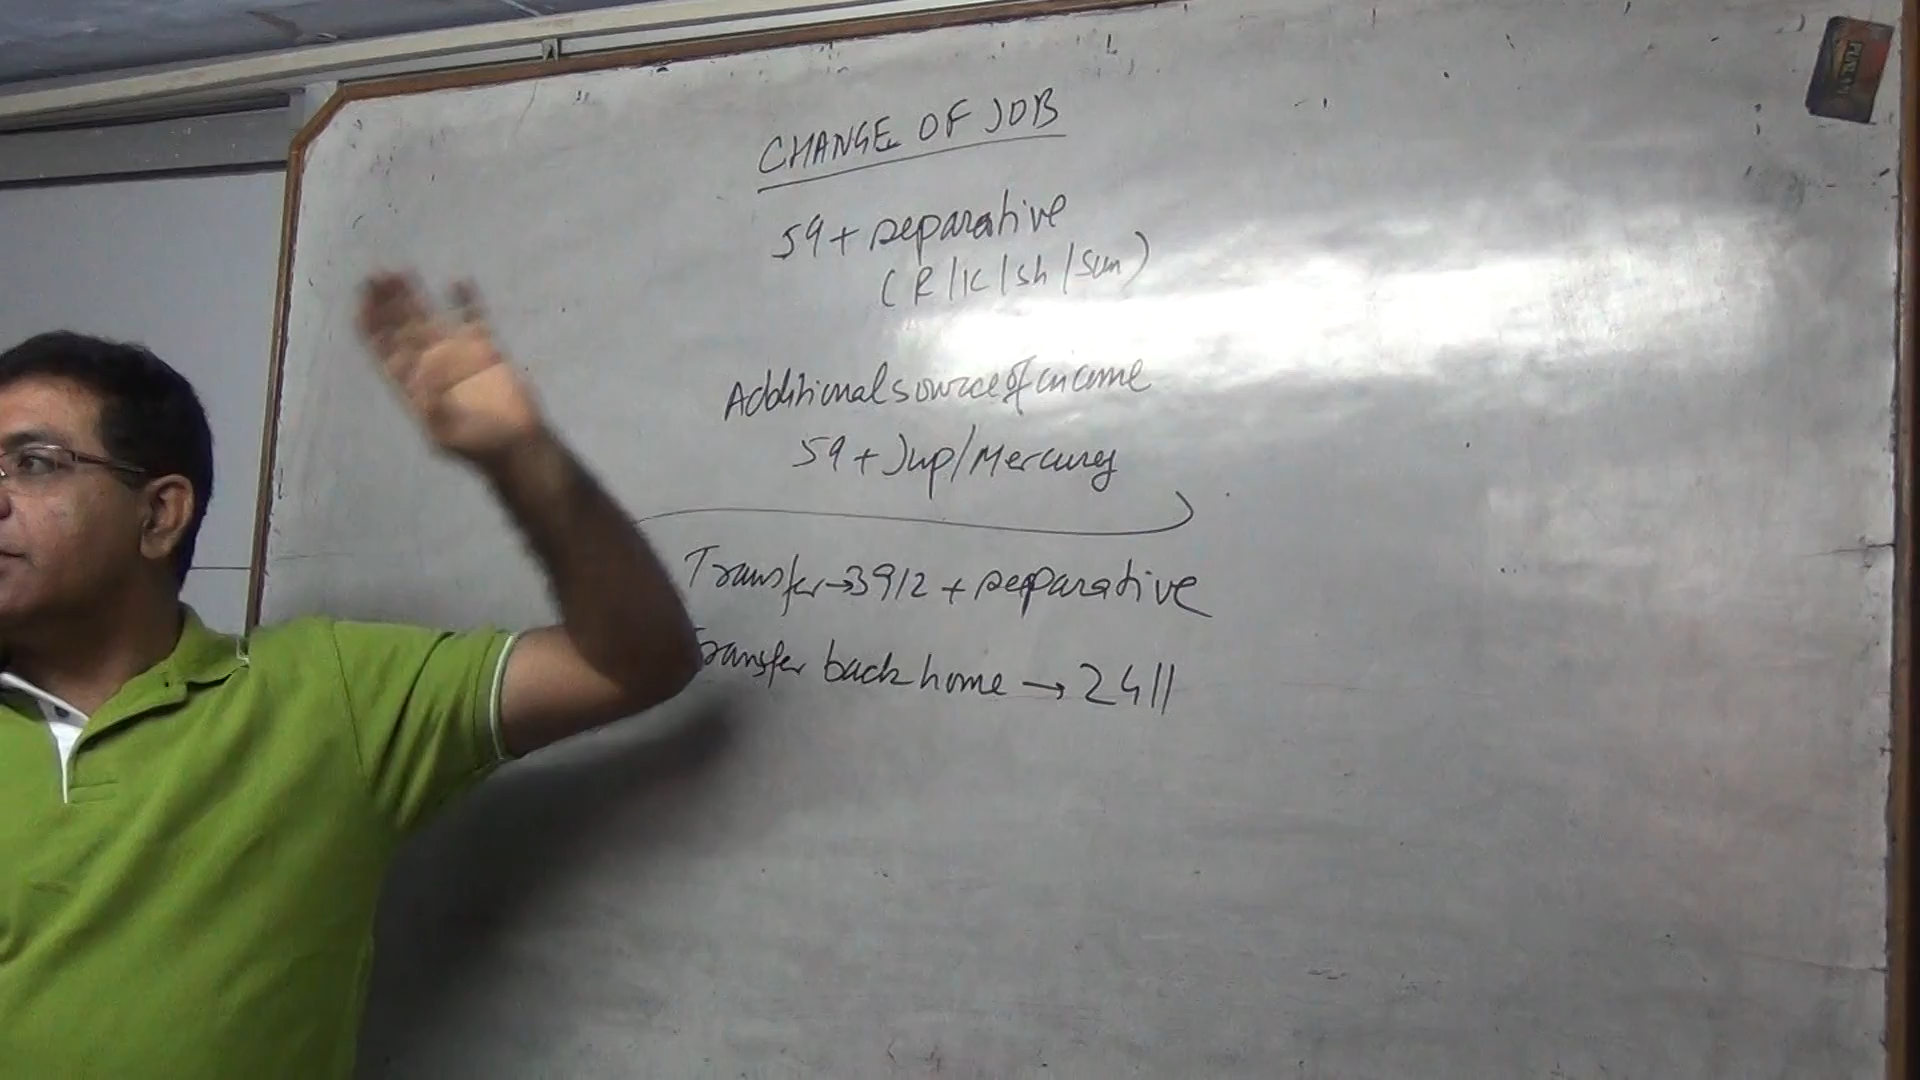 CHANGE OF JOB
59 + separative
(R/K/Sh/Sun)
Additional source of income
59 + Jup/Mercury
Transfer → 3912 + separative
Transfer back home → 2411